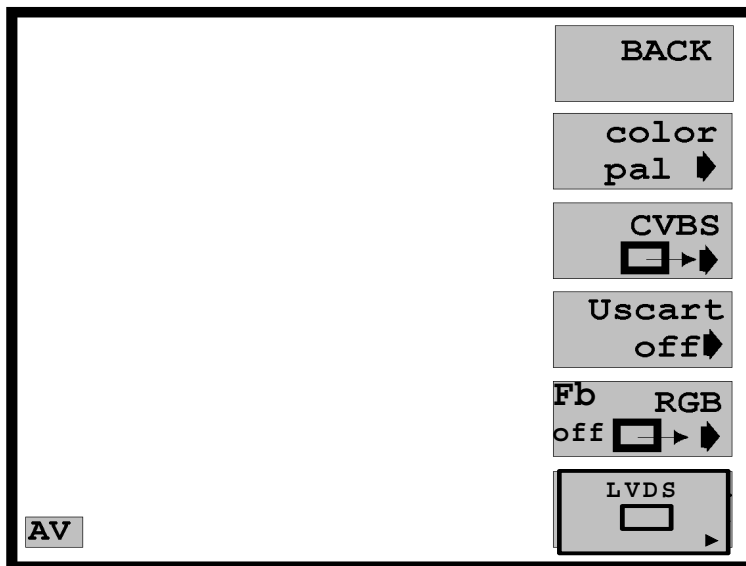 BACK
color
pal
CVBS
Uscart
off
Fb RGB
off
LVDS
AV